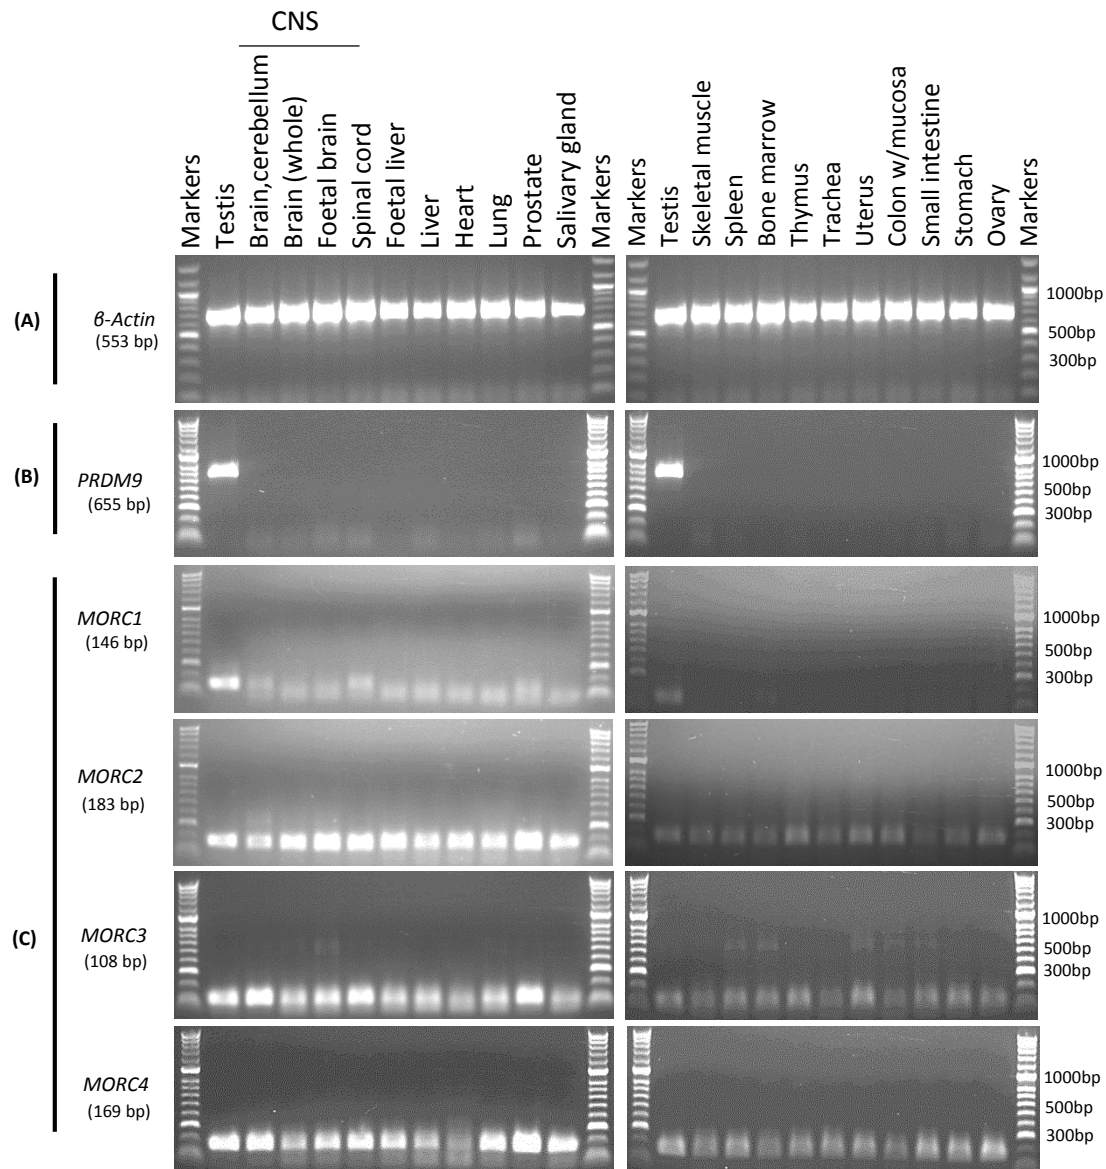 CNS
Markers
Testis
Brain,cerebellum
Brain (whole)
Foetal brain
Spinal cord
Foetal liver
Liver
Heart
Lung
Prostate
Salivary gland
Markers
Markers
Testis
Skeletal muscle
Spleen
Bone marrow
Thymus
Trachea
Uterus
Colon w/mucosa
Small intestine
Stomach
Ovary
Markers
(A)
β-Actin
(553 bp)
1000bp
500bp
300bp
(B)
PRDM9
(655 bp)
1000bp
500bp
300bp
(C)
MORC1
(146 bp)
1000bp
500bp
300bp
MORC2
(183 bp)
1000bp
500bp
300bp
MORC3
(108 bp)
1000bp
500bp
300bp
MORC4
(169 bp)
1000bp
500bp
300bp